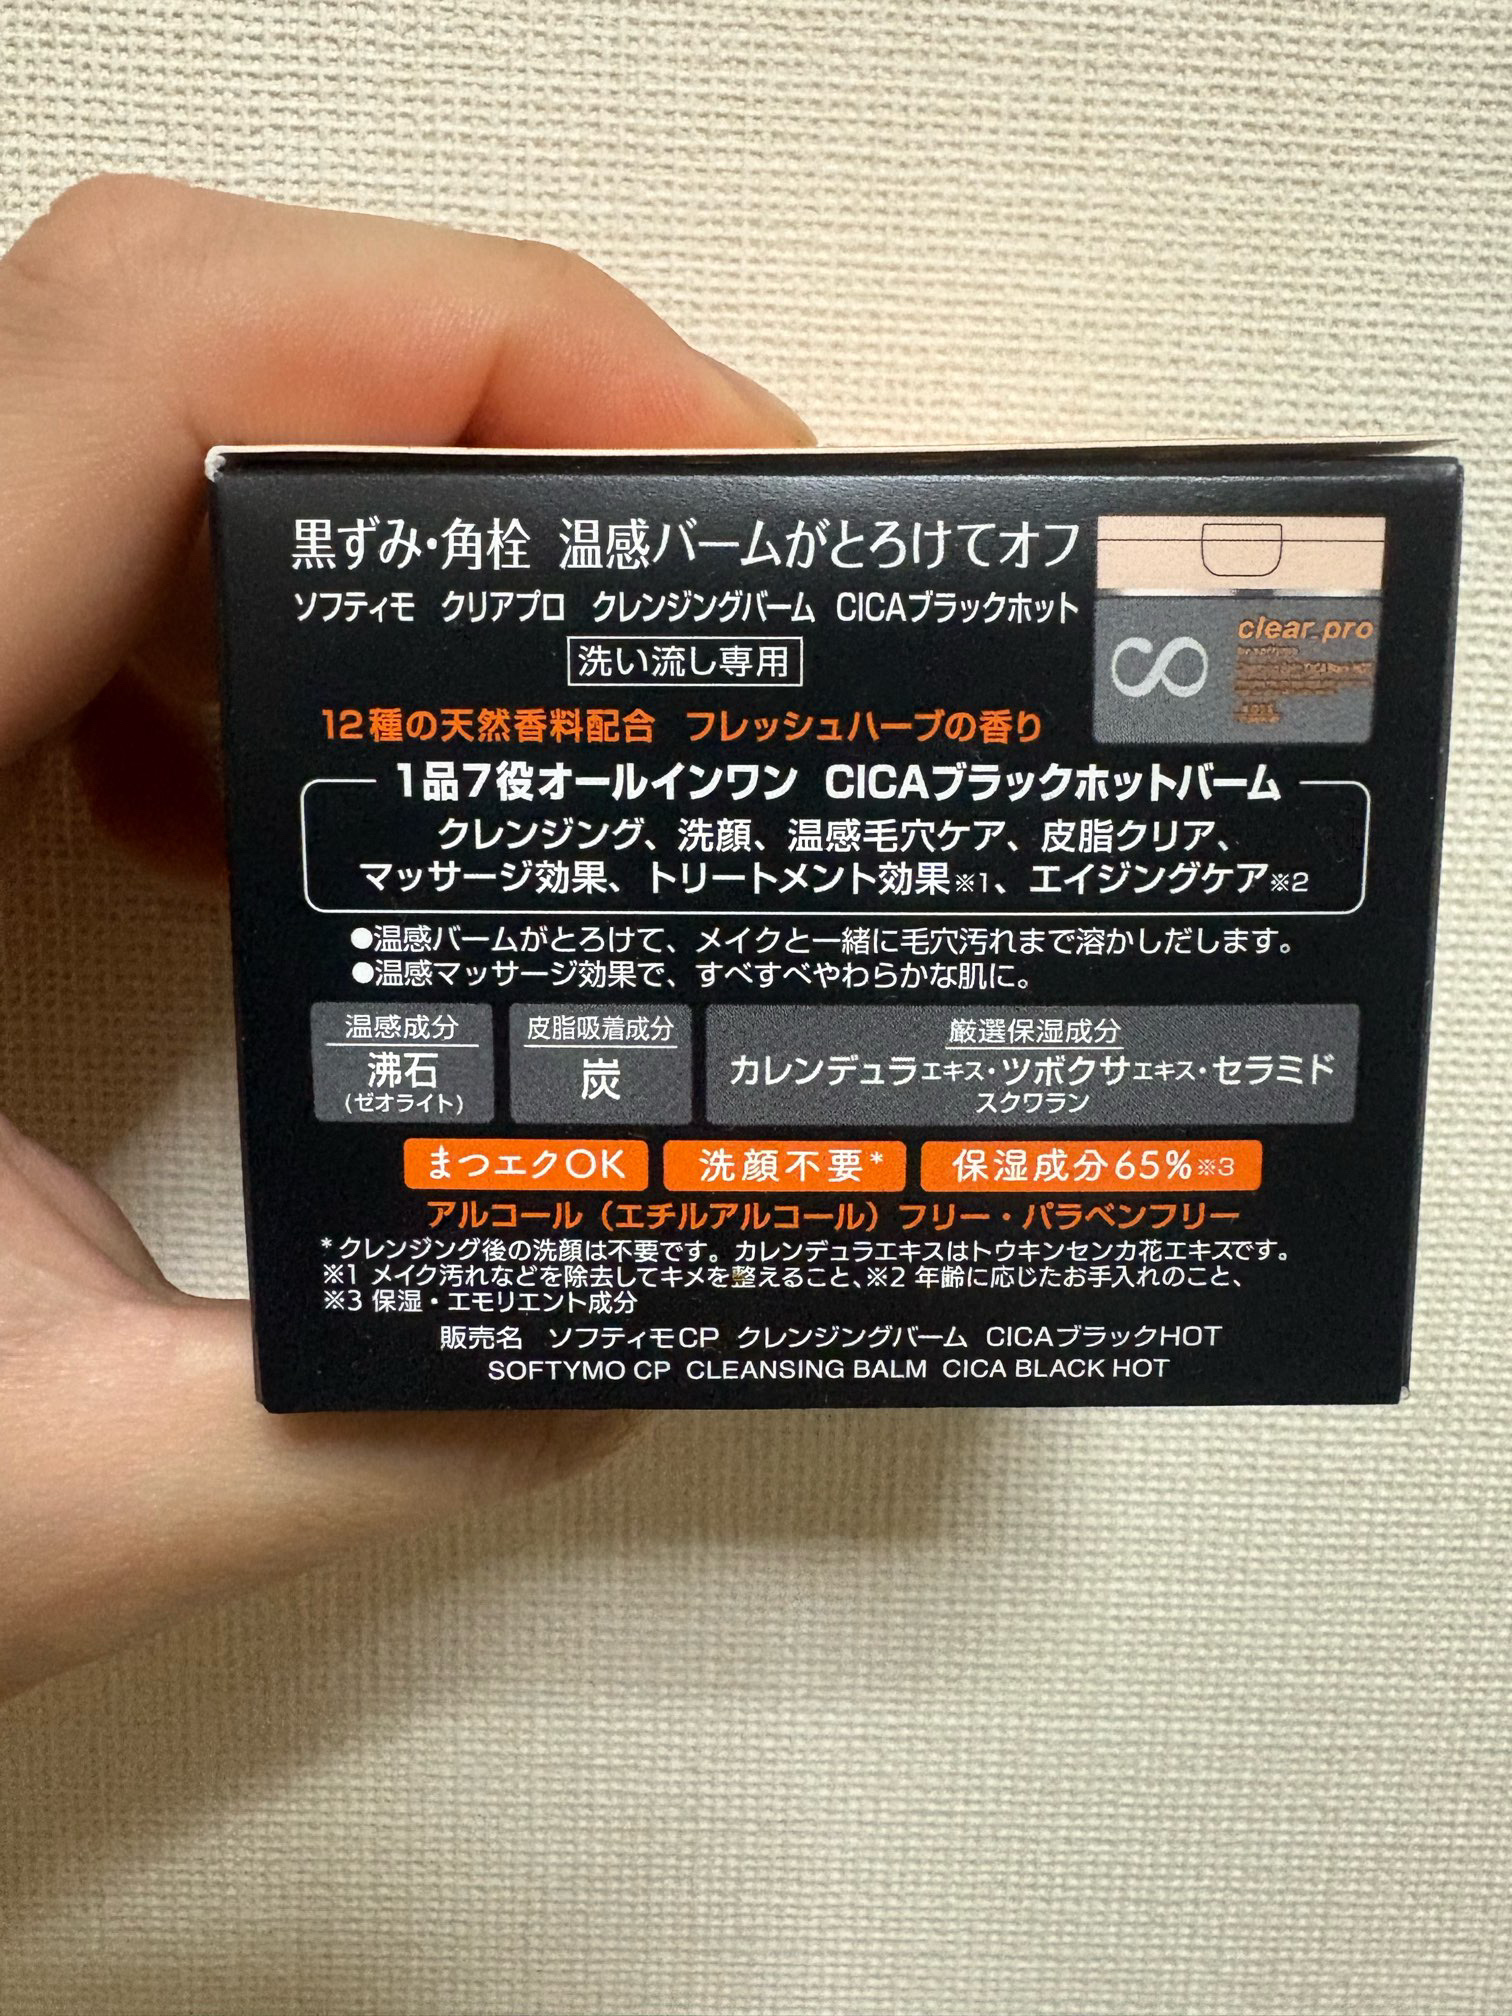 黒ずみ・角栓 温感バームがとろけてオフ
ソフティモ クリアプロ クレンジングバーム CICAブラックホット
洗い流し専用
clear pro
12種の天然香料配合 フレッシュハーブの香り
1品7役オールインワン CICAブラックホットバーム
クレンジング、洗顔、温感毛穴ケア、皮脂クリア、
マッサージ効果、トリートメント効果※1、エイジングケア※2
●温感バームがとろけて、メイクと一緒に毛穴汚れまで溶かしだします。
●温感マッサージ効果で、すべすべやわらかな肌に。
温感成分
沸石
(ゼオライト)
皮脂吸着成分
炭
厳選保湿成分
カレンデュラエキス・ツボクサエキス・セラミド
スクワラン
まつエクOK
洗顔不要*
保湿成分65%※3
アルコール（エチルアルコール）フリー・パラベンフリー
*クレンジング後の洗顔は不要です。カレンデュラエキスはトウキンセンカ花エキスです。
※1 メイク汚れなどを除去してキメを整えること、※2 年齢に応じたお手入れのこと、
※3 保湿・エモリエント成分
販売名 ソフティモCP クレンジングバーム CICAブラックHOT
SOFTYMO CP CLEANSING BALM CICA BLACK HOT